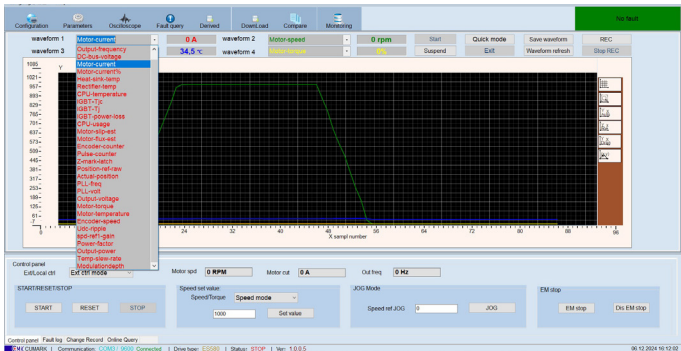 Configuration Parameters Oscilloscope Fault query Derived DownLoad Compare Monitoring No fault
waveform 1 Motor-current 0 A waveform 2 Motor-speed 0 rpm Start Quick mode Save waveform REC
waveform 3 34,5 ℃ waveform 4 Motor-torque 0% Suspend Exit Waveform refresh Stop REC
Output-frequency
DC-bus-voltage
Motor-current
Motor-current%
Heat-sink-temp
Rectifier-temp
CPU-temperature
IGBT-Tjc
IGBT-Tj
IGBT-power-loss
CPU-usage
Motor-slip-est
Motor-flux-est
Encoder-counter
Pulse-counter
Z-mark-latch
Position-ref-raw
Actual-position
PLL-freq
PLL-volt
Output-voltage
Motor-torque
Motor-temperature
Encoder-speed
Udc-ripple
spd-ref1-gain
Power-factor
Output-power
Temp-slew-rate
Modulationdepth
1085
Y
1021
957
893
829
765
701
637
573
509
445
381
317
253
189
125
61
-7
0 24 32 40 48 56 64 72 80 88 96
X sampl number
Control panel
Ext/Local ctrl Ext ctrl mode Motor spd 0 RPM Motor cut 0 A Out freq 0 Hz
START/RESET/STOP Speed set value JOG Mode EM stop
Speed/Torque Speed mode
START RESET STOP 1000 Set value Speed ref JOG 0 JOG EM stop Dis EM stop
Control panel Fault log Change Record Online Query
CUMARK | Communication: COM3 / 9600 Connected | Drive type: ES580 | Status: STOP | Ver: 1.0.0.5 06.12.2024 16:12:02